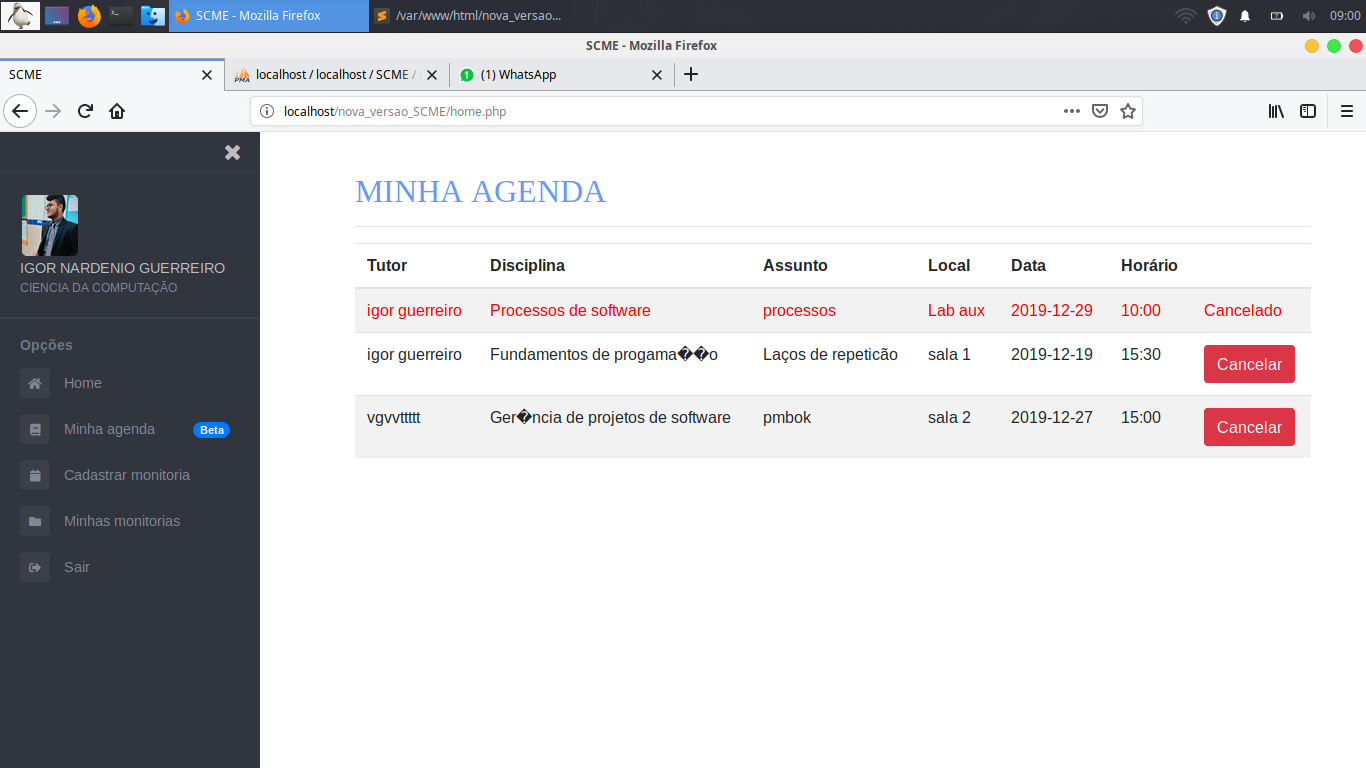 SCME - Mozilla Firefox
/var/www/html/nova_versao...
09:00
SCME - Mozilla Firefox
SCME
PMA localhost / localhost / SCME /
1 (1) WhatsApp
localhost/nova_versao_SCME/home.php
IGOR NARDENIO GUERREIRO
CIENCIA DA COMPUTAÇÃO
Opções
Home
Minha agenda Beta
Cadastrar monitoria
Minhas monitorias
Sair
MINHA AGENDA
Tutor Disciplina Assunto Local Data Horário
igor guerreiro Processos de software processos Lab aux 2019-12-29 10:00 Cancelado
igor guerreiro Fundamentos de progama��o Laços de repeticão sala 1 2019-12-19 15:30 Cancelar
vgvvttttt Ger�ncia de projetos de software pmbok sala 2 2019-12-27 15:00 Cancelar